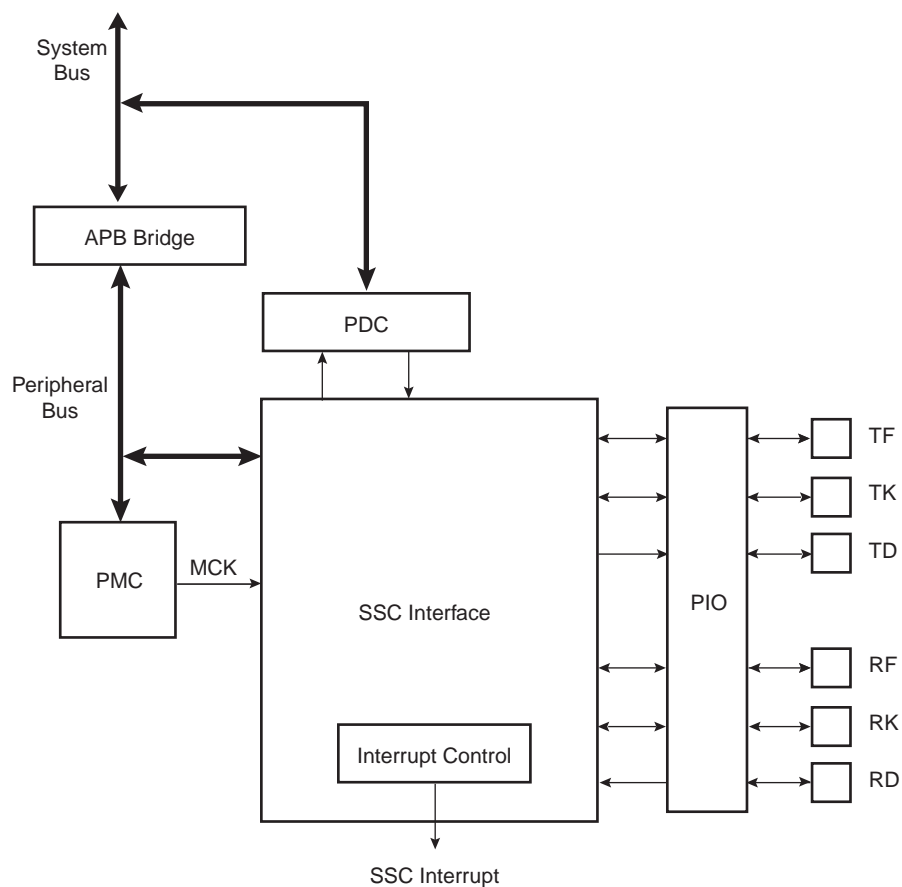 System
Bus
APB Bridge
PDC
Peripheral
Bus
PMC
MCK
SSC Interface
PIO
TF
TK
TD
RF
RK
RD
Interrupt Control
SSC Interrupt